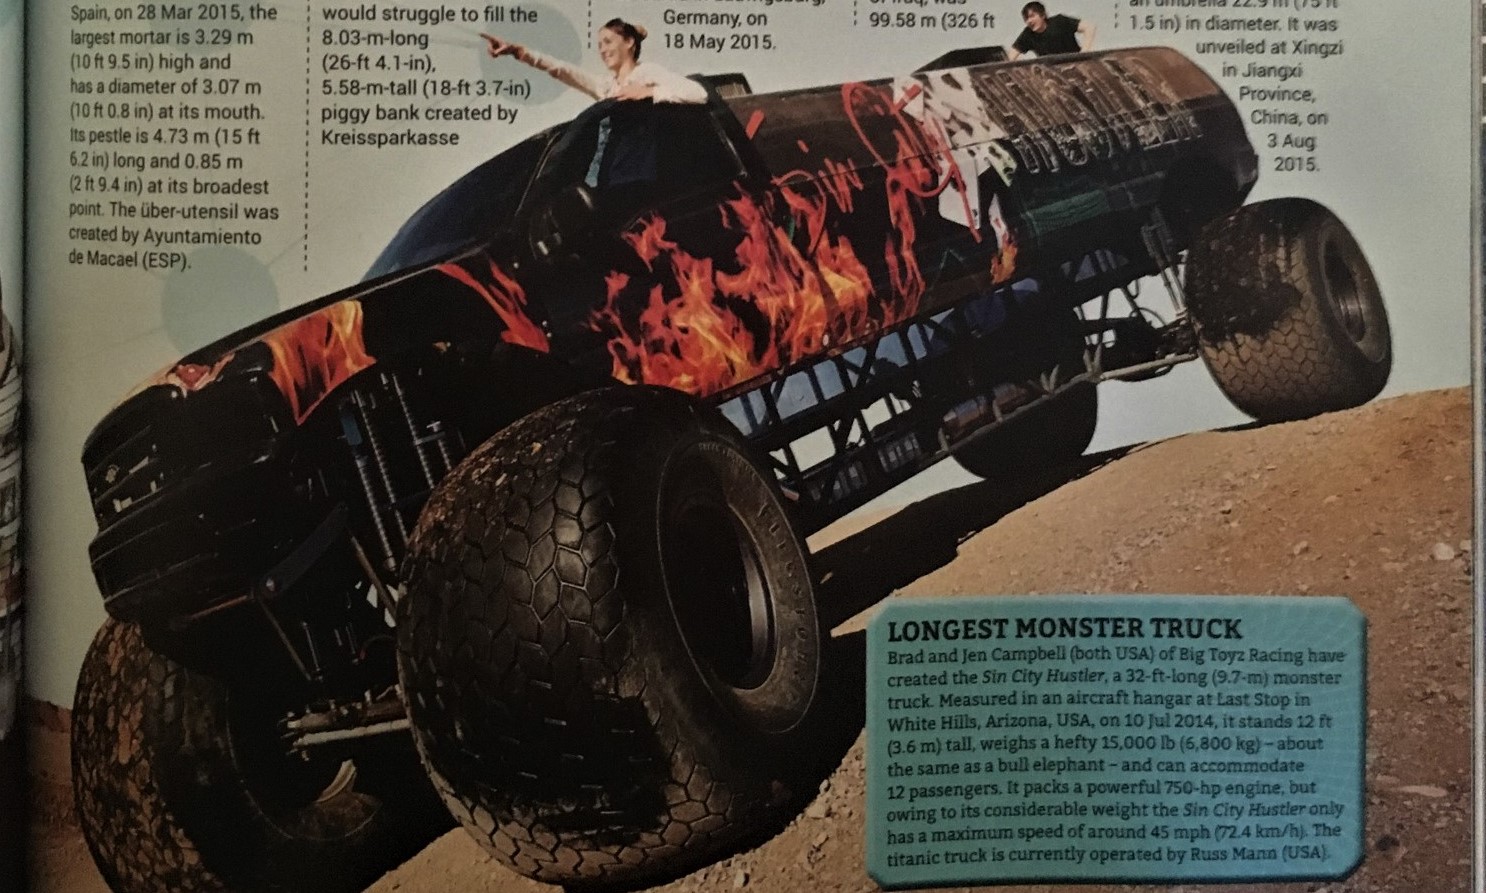 Spain, on 28 Mar 2015, the
largest mortar is 3.29 m
(10 ft 9.5 in) high and
has a diameter of 3.07 m
(10 ft 0.8 in) at its mouth.
Its pestle is 4.73 m (15 ft
6.2 in) long and 0.85 m
(2 ft 9.4 in) at its broadest
point. The über-utensil was
created by Ayuntamiento
de Macael (ESP).
would struggle to fill the
8.03-m-long
(26-ft 4.1-in),
5.58-m-tall (18-ft 3.7-in)
piggy bank created by
Kreissparkasse
Germany, on
18 May 2015.
99.58 m (326 ft
an umbrella 22.9 m (75 ft
1.5 in) in diameter. It was
unveiled at Xingzi
in Jiangxi
Province,
China, on
3 Aug
2015.
Sin
LONGEST MONSTER TRUCK
Brad and Jen Campbell (both USA) of Big Toyz Racing have
created the Sin City Hustler, a 32-ft-long (9.7-m) monster
truck. Measured in an aircraft hangar at Last Stop in
White Hills, Arizona, USA, on 10 Jul 2014, it stands 12 ft
(3.6 m) tall, weighs a hefty 15,000 lb (6,800 kg) – about
the same as a bull elephant – and can accommodate
12 passengers. It packs a powerful 750-hp engine, but
owing to its considerable weight the Sin City Hustler only
has a maximum speed of around 45 mph (72.4 km/h). The
titanic truck is currently operated by Russ Mann (USA).